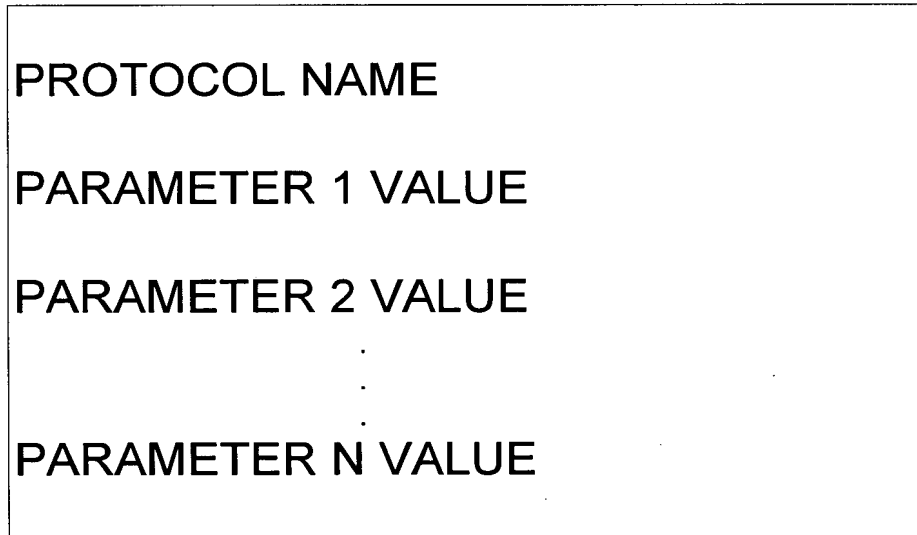 PROTOCOL NAME
PARAMETER 1 VALUE
PARAMETER 2 VALUE
.
.
.
PARAMETER N VALUE